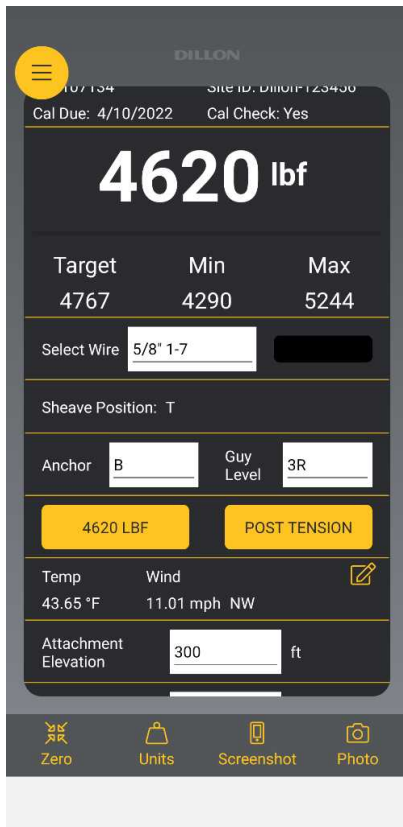 DILLON
Cal Due: 4/10/2022 Cal Check: Yes
4620 lbf
Target Min Max
4767 4290 5244
Select Wire 5/8" 1-7
Sheave Position: T
Anchor B Guy Level 3R
4620 LBF POST TENSION
Temp Wind
43.65 °F 11.01 mph NW
Attachment Elevation 300 ft
Zero Units Screenshot Photo